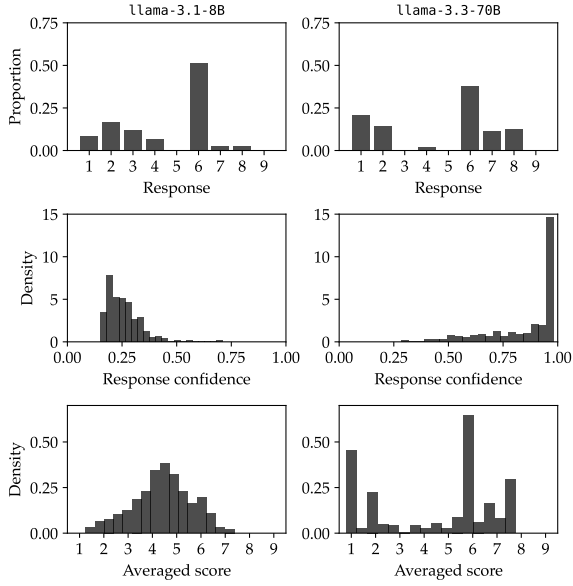 llama-3.1-8B llama-3.3-70B
0.75 0.75
0.50 0.50
0.25 0.25
0.00 0.00
Proportion
1 2 3 4 5 6 7 8 9 1 2 3 4 5 6 7 8 9
Response Response
15 15
10 10
5 5
0 0
Density
0.00 0.25 0.50 0.75 1.00 0.00 0.25 0.50 0.75 1.00
Response confidence Response confidence
0.50 0.50
0.25 0.25
0.00 0.00
Density
1 2 3 4 5 6 7 8 9 1 2 3 4 5 6 7 8 9
Averaged score Averaged score